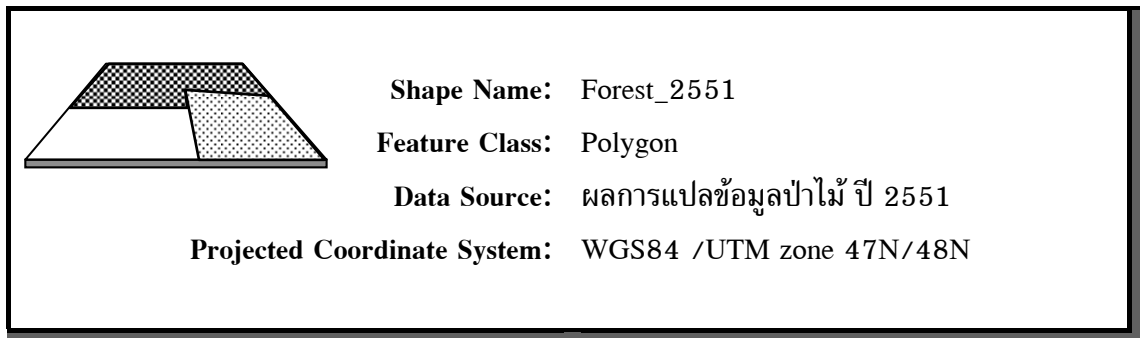 Shape Name: Forest_2551
Feature Class: Polygon
Data Source: ผลการแปลข้อมูลป่าไม้ ปี 2551
Projected Coordinate System: WGS84 /UTM zone 47N/48N